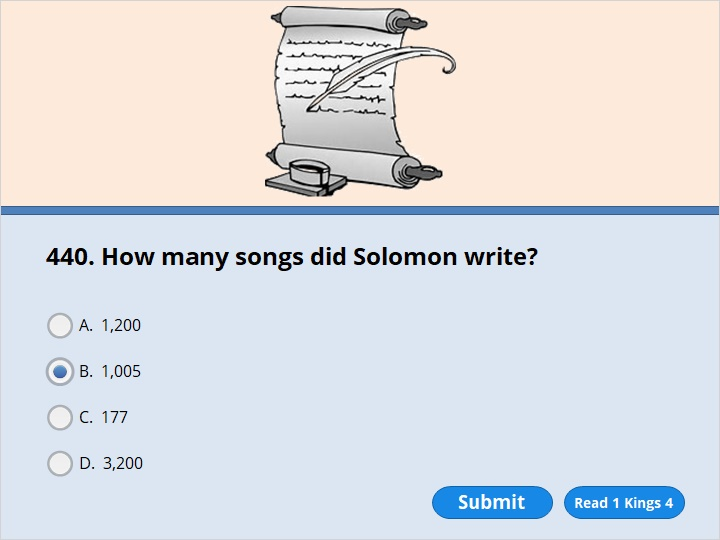 440. How many songs did Solomon write?
A. 1,200
B. 1,005
C. 177
D. 3,200
Submit
Read 1 Kings 4